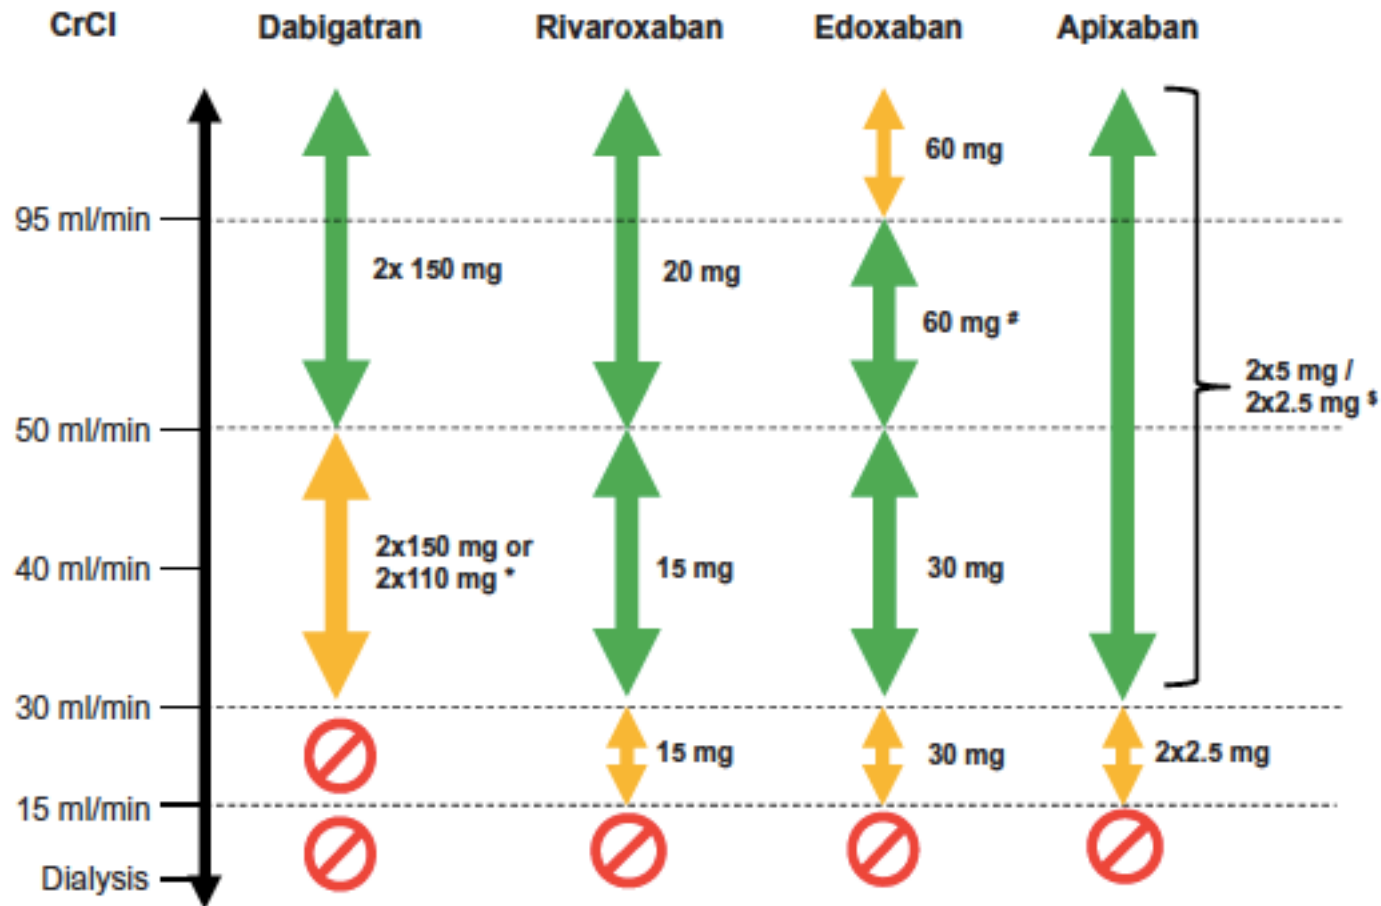 CrCl
Dabigatran
Rivaroxaban
Edoxaban
Apixaban
60 mg
95 ml/min
2x 150 mg
20 mg
60 mg #
2x5 mg /
2x2.5 mg $
50 ml/min
2x150 mg or
2x110 mg *
40 ml/min
15 mg
30 mg
30 ml/min
15 mg
30 mg
2x2.5 mg
15 ml/min
Dialysis